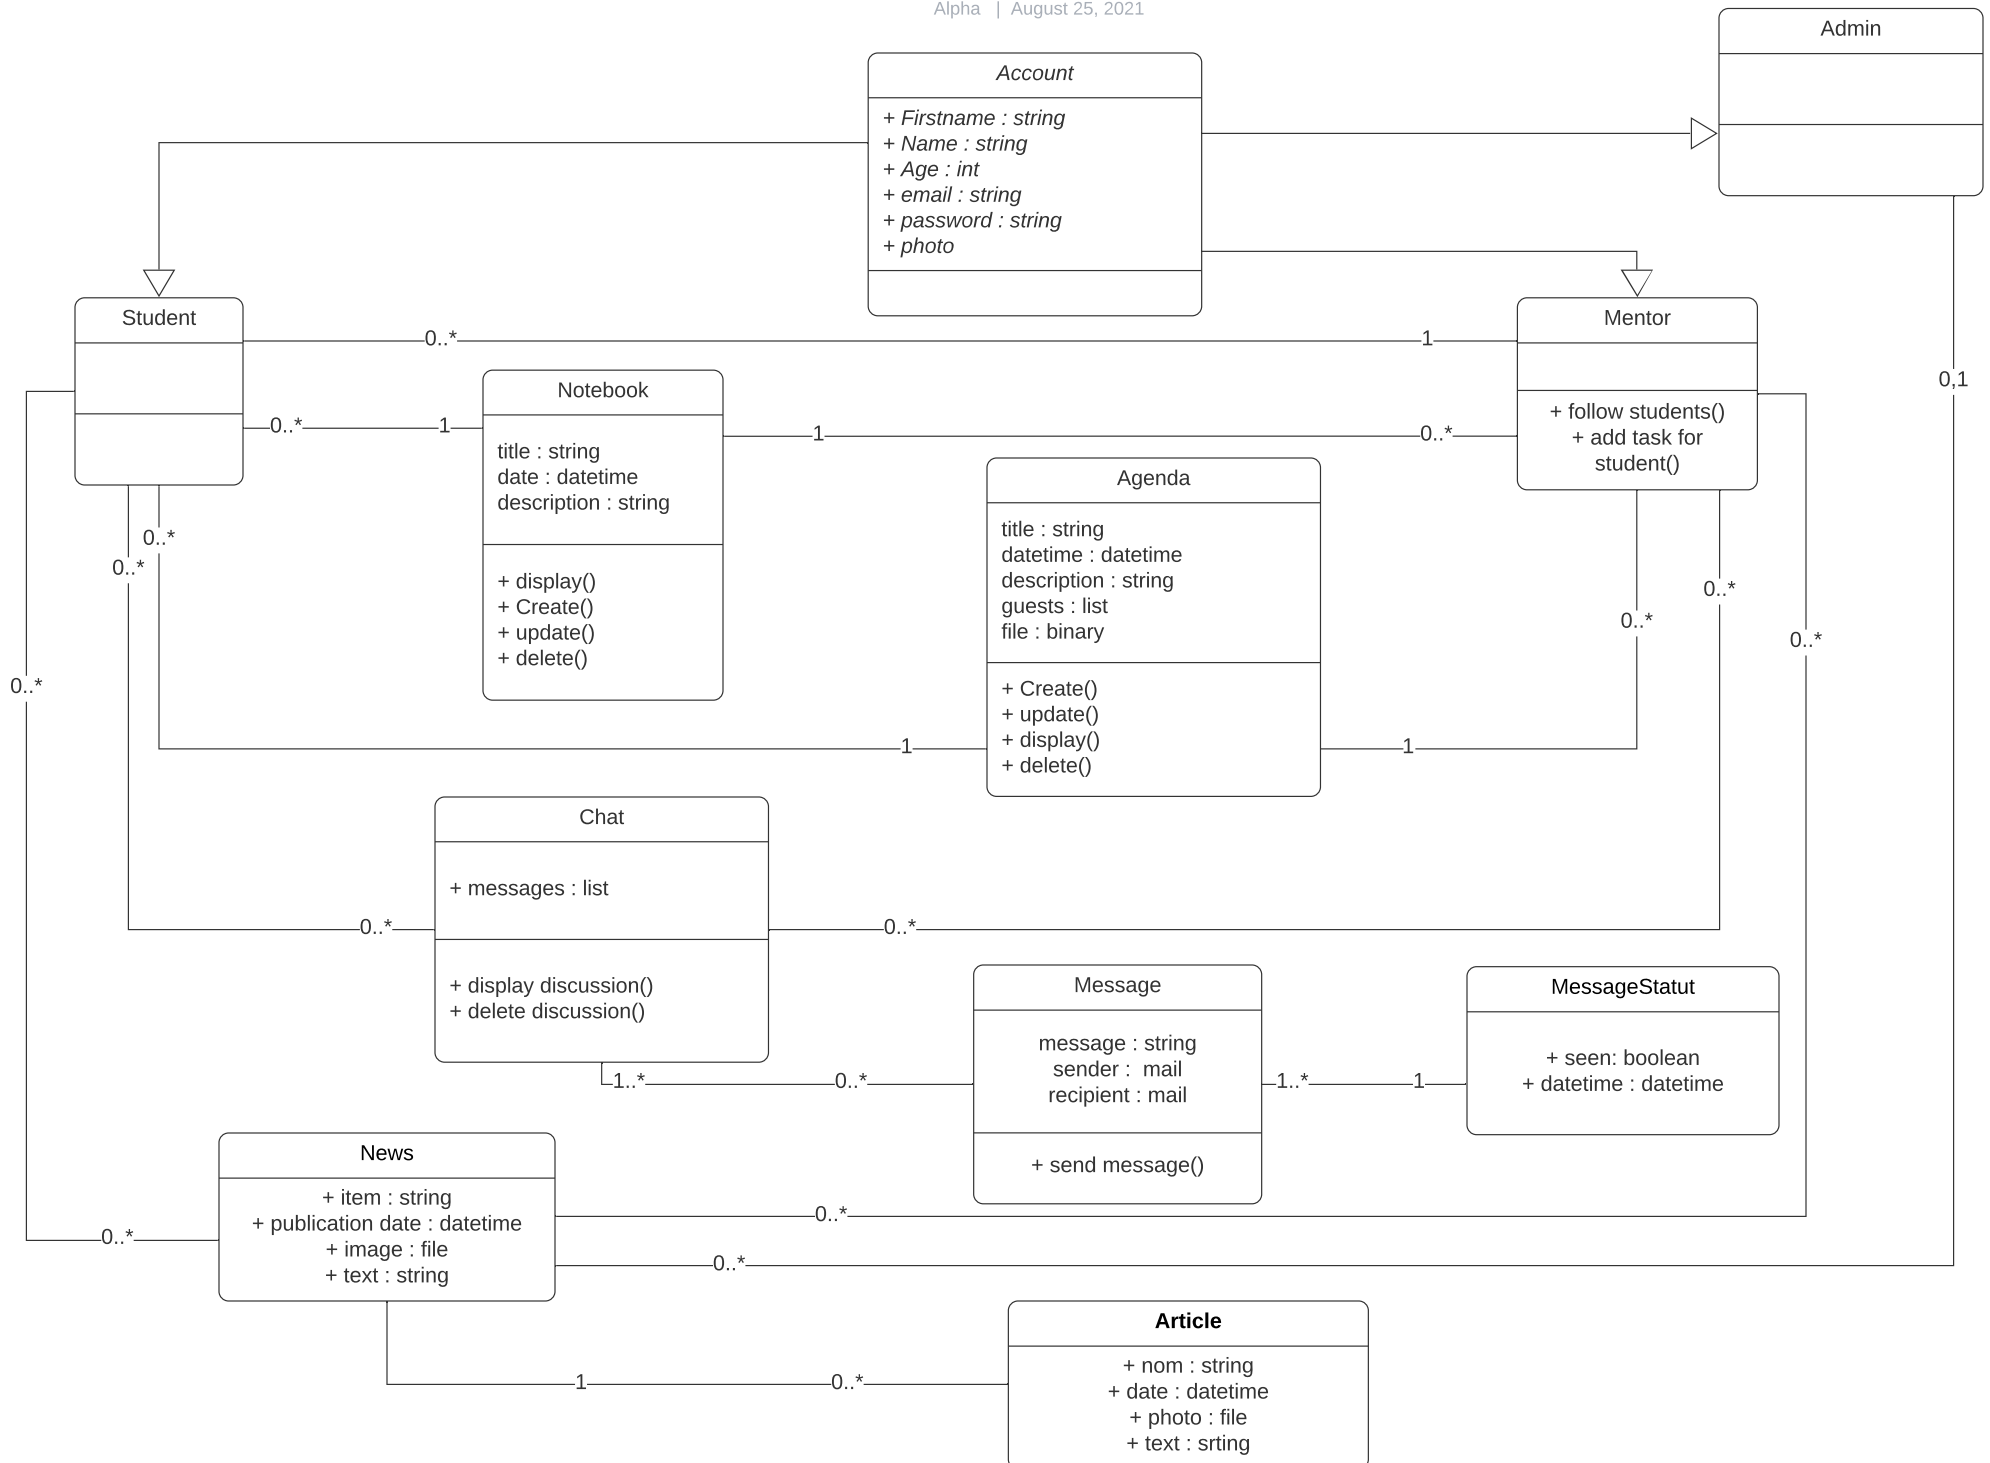 Alpha | August 25, 2021
Admin
Account
+ Firstname : string
+ Name : string
+ Age : int
+ email : string
+ password : string
+ photo
Student
Mentor
+ follow students()
+ add task for
student()
0..*
1
0..*
1
1
0..*
0,1
Notebook
title : string
date : datetime
description : string
+ display()
+ Create()
+ update()
+ delete()
Agenda
title : string
datetime : datetime
description : string
guests : list
file : binary
+ Create()
+ update()
+ display()
+ delete()
0..*
0..*
0..*
0..*
0..*
0..*
1
1
Chat
+ messages : list
+ display discussion()
+ delete discussion()
0..*
0..*
Message
message : string
sender :  mail
recipient : mail
+ send message()
MessageStatut
+ seen: boolean
+ datetime : datetime
1..*
0..*
1..*
1
News
+ item : string
+ publication date : datetime
+ image : file
+ text : string
0..*
0..*
0..*
1
0..*
Article
+ nom : string
+ date : datetime
+ photo : file
+ text : srting